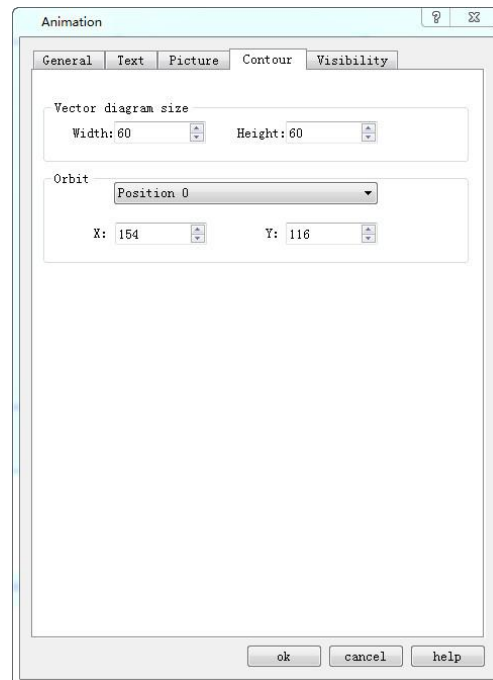 Animation
General Text Picture Contour Visibility
Vector diagram size
Width: 60 Height: 60
Orbit
Position 0
X: 154 Y: 116
ok cancel help